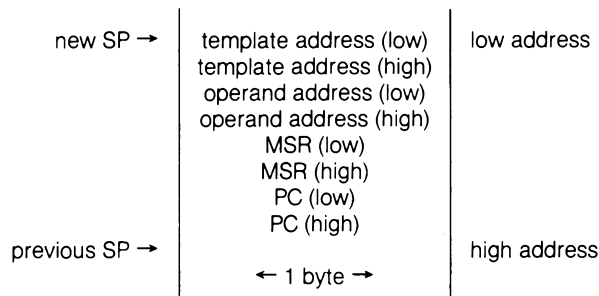 new SP → template address (low) low address
template address (high)
operand address (low)
operand address (high)
MSR (low)
MSR (high)
PC (low)
PC (high)
previous SP → high address
← 1 byte →